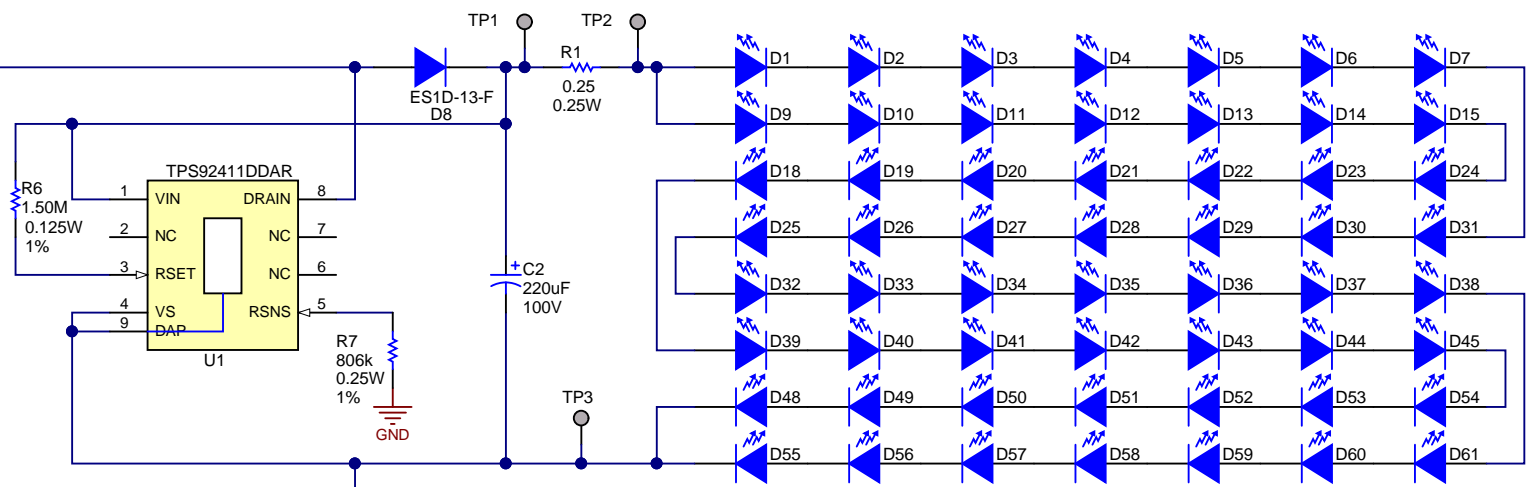 TP1
TP2
R1
0.25
0.25W
ES1D-13-F
D8
D1 D2 D3 D4 D5 D6 D7
D9 D10 D11 D12 D13 D14 D15
D18 D19 D20 D21 D22 D23 D24
D25 D26 D27 D28 D29 D30 D31
D32 D33 D34 D35 D36 D37 D38
D39 D40 D41 D42 D43 D44 D45
D48 D49 D50 D51 D52 D53 D54
D55 D56 D57 D58 D59 D60 D61
R6
1.50M
0.125W
1%
TPS92411DDAR
1 VIN DRAIN 8
2 NC NC 7
3 RSET NC 6
4 VS RSNS 5
9 DAP
U1
R7
806k
0.25W
1%
GND
+
C2
220uF
100V
TP3